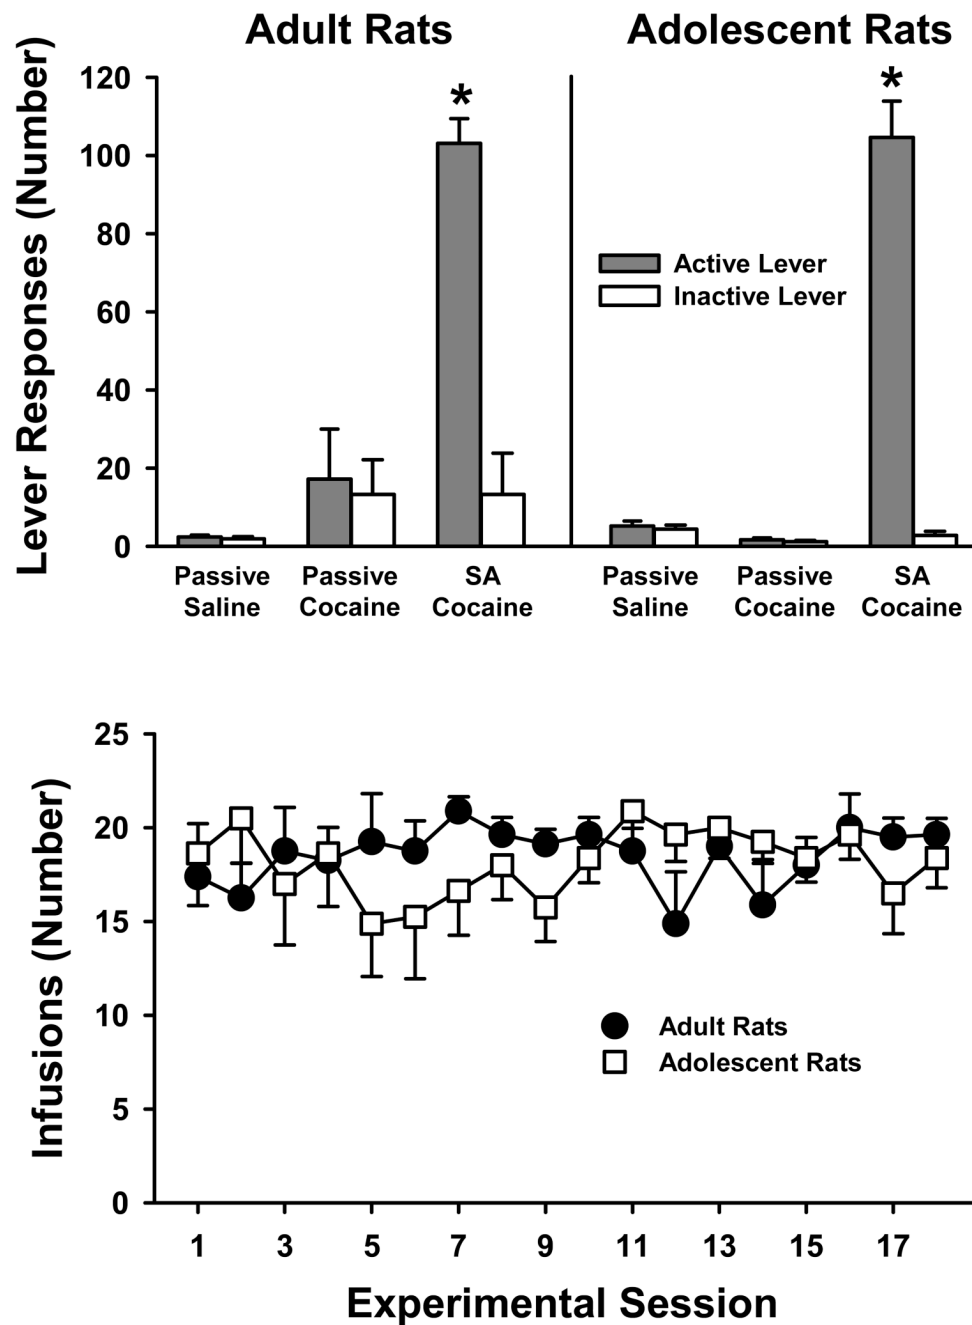 Adult Rats
Adolescent Rats
Lever Responses (Number)
120
100
80
60
40
20
0
*
*
Active Lever
Inactive Lever
Passive Saline
Passive Cocaine
SA Cocaine
Passive Saline
Passive Cocaine
SA Cocaine
Infusions (Number)
25
20
15
10
5
0
Adult Rats
Adolescent Rats
1 3 5 7 9 11 13 15 17
Experimental Session